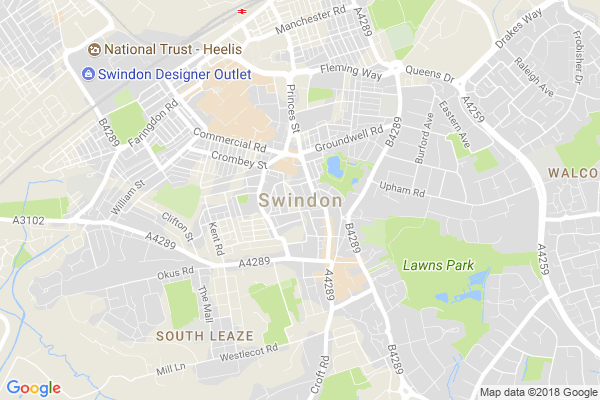 Manchester Rd
A4289
Drakes Way
Frobisher Dr
National Trust - Heelis
Swindon Designer Outlet
Fleming Way
Queens Dr
Raleigh Ave
A4259
B4289
Faringdon Rd
Princes St
Commercial Rd
Groundwell Rd
B4289
Burford Ave
Eastern Ave
Crombey St
WALCO
William St
Upham Rd
Swindon
A3102
Clifton St
Kent Rd
A4289
B4289
A4259
Okus Rd
A4289
A4289
Lawns Park
The Mall
SOUTH LEAZE
Westlecot Rd
Mill Ln
Croft Rd
B4289
Google
Map data ©2018 Google